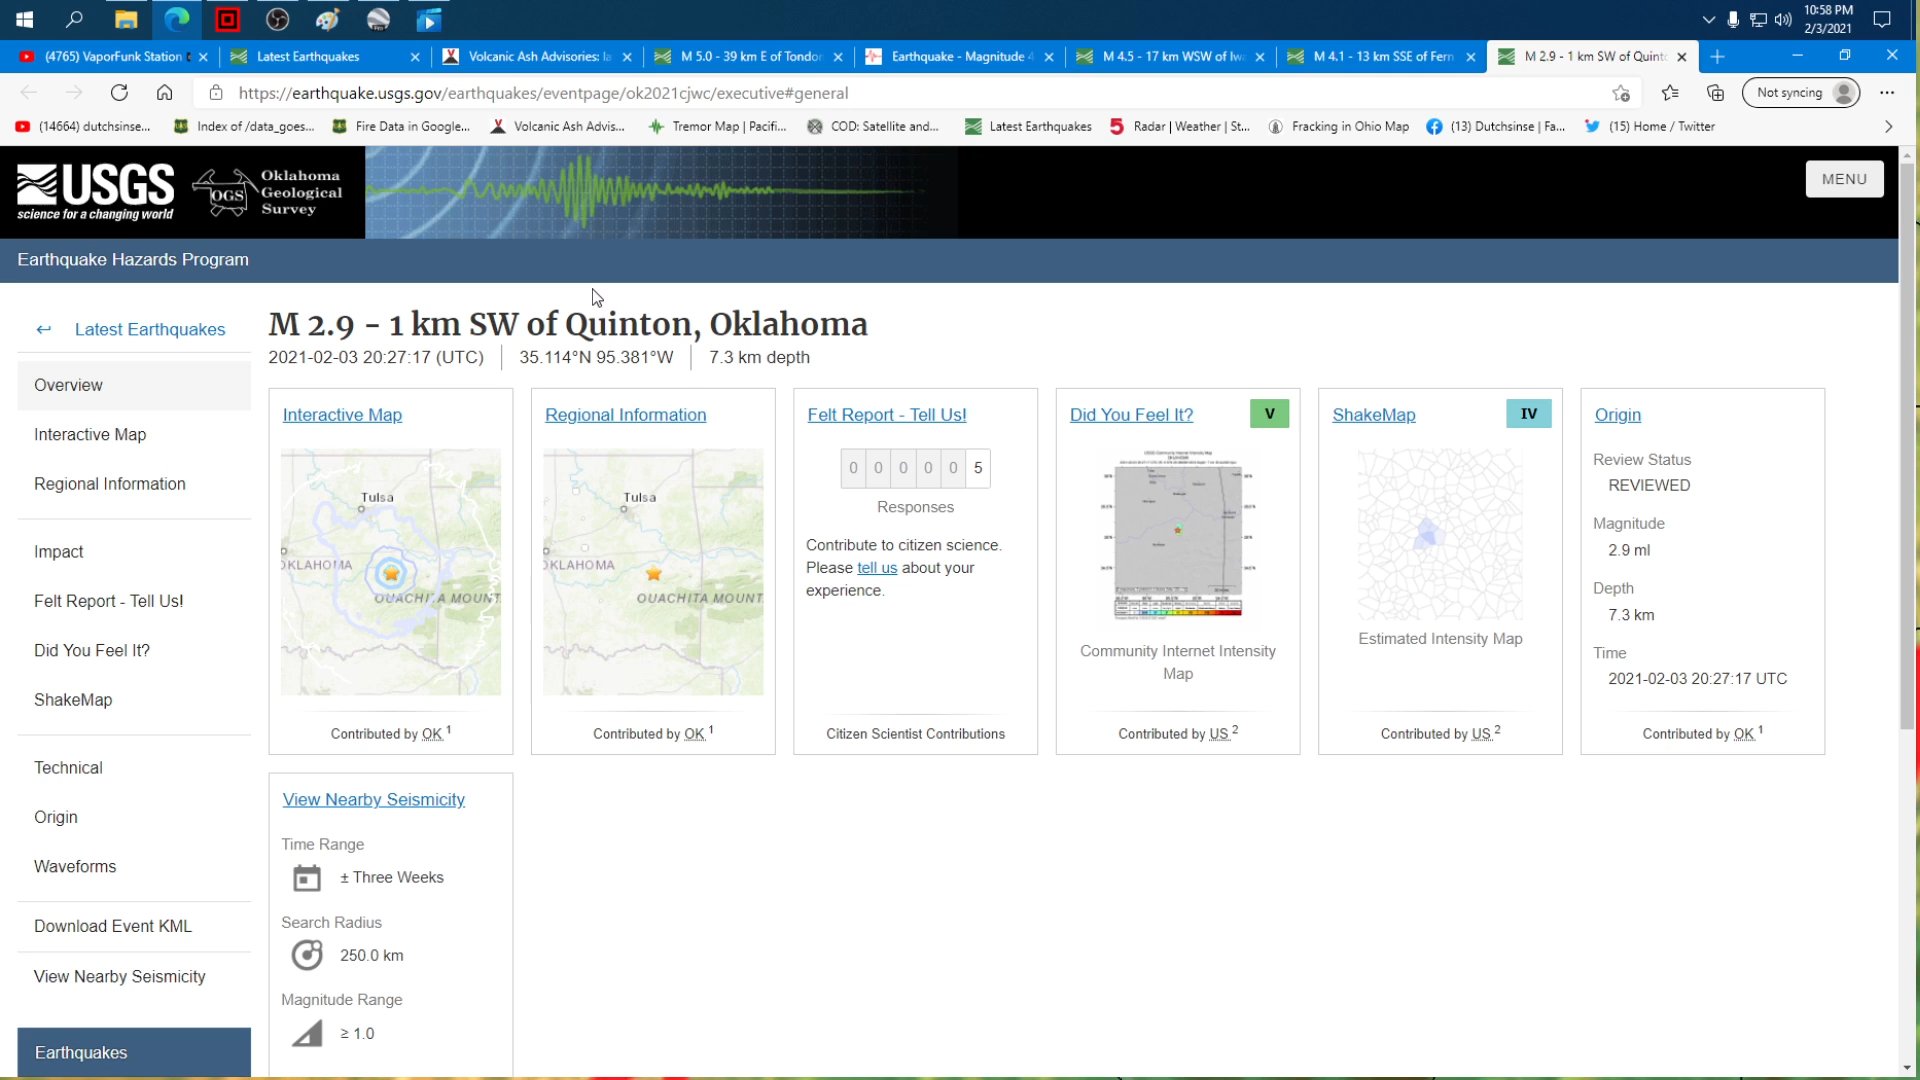 10:58 PM
2/3/2021
(4765) VaporFunk Station
Latest Earthquakes
Volcanic Ash Advisories: la
M 5.0 - 39 km E of Tondon
Earthquake - Magnitude 4
M 4.5 - 17 km WSW of Iw
M 4.1 - 13 km SSE of Fern
M 2.9 - 1 km SW of Quint
https://earthquake.usgs.gov/earthquakes/eventpage/ok2021cjwc/executive#general
Not syncing
(14664) dutchsinse...
Index of /data_goes...
Fire Data in Google...
Volcanic Ash Advis...
Tremor Map | Pacifi...
COD: Satellite and...
Latest Earthquakes
Radar | Weather | St...
Fracking in Ohio Map
(13) Dutchsinse | Fa...
(15) Home / Twitter
USGS
science for a changing world
OGS
Oklahoma
Geological
Survey
MENU
Earthquake Hazards Program
Latest Earthquakes
Overview
Interactive Map
Regional Information
Impact
Felt Report - Tell Us!
Did You Feel It?
ShakeMap
Technical
Origin
Waveforms
Download Event KML
View Nearby Seismicity
Earthquakes
M 2.9 - 1 km SW of Quinton, Oklahoma
2021-02-03 20:27:17 (UTC)
35.114°N 95.381°W
7.3 km depth
Interactive Map
Tulsa
OKLAHOMA
OUACHITA MOUNT
Contributed by OK 1
Regional Information
Tulsa
OKLAHOMA
OUACHITA MOUNT
Contributed by OK 1
Felt Report - Tell Us!
0 0 0 0 0 5
Responses
Contribute to citizen science.
Please tell us about your
experience.
Citizen Scientist Contributions
Did You Feel It?
V
Community Internet Intensity
Map
Contributed by US 2
ShakeMap
IV
Estimated Intensity Map
Contributed by US 2
Origin
Review Status
REVIEWED
Magnitude
2.9 ml
Depth
7.3 km
Time
2021-02-03 20:27:17 UTC
Contributed by OK 1
View Nearby Seismicity
Time Range
± Three Weeks
Search Radius
250.0 km
Magnitude Range
≥ 1.0